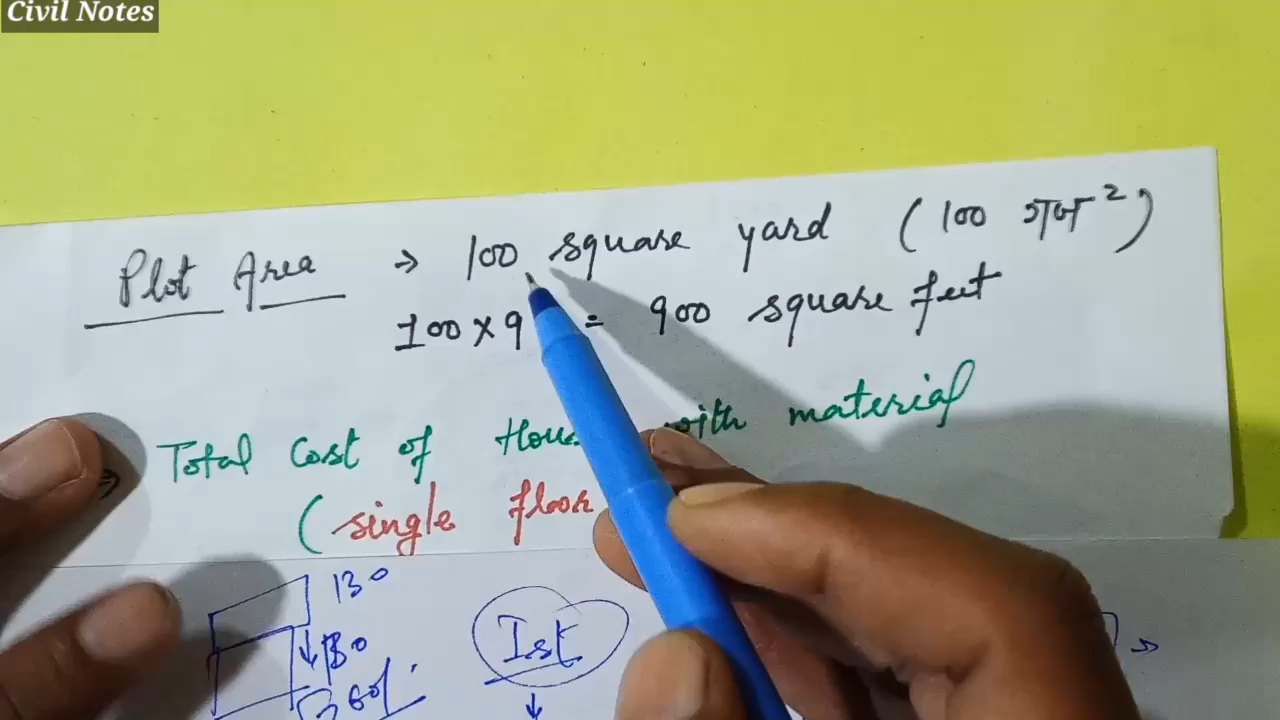 Civil Notes
Plot Area → 100 square yard (100 गज²)
100 x 9 = 900 square feet
Total Cost of with material
(single floor
130
Ist